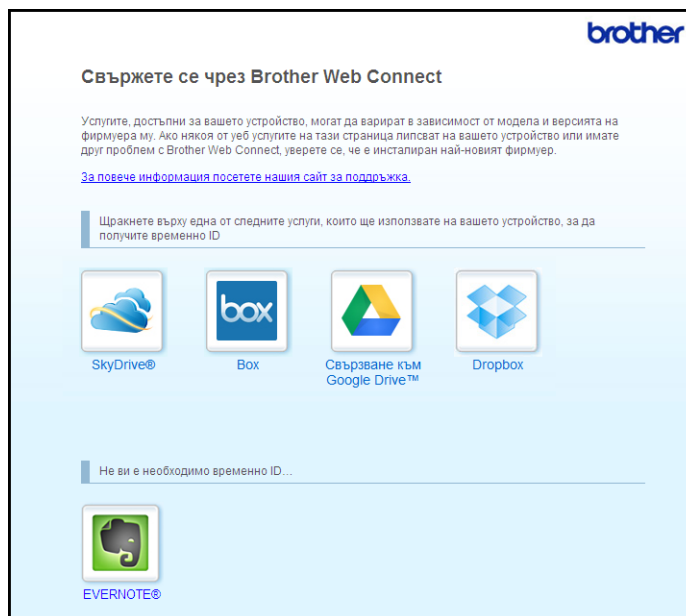 brother
Свържете се чрез Brother Web Connect
Услугите, достъпни за вашето устройство, могат да варират в зависимост от модела и версията на
фирмуера му. Ако някоя от уеб услугите на тази страница липсват на вашето устройство или имате
друг проблем с Brother Web Connect, уверете се, че е инсталиран най-новият фирмуер.
За повече информация посетете нашия сайт за поддръжка.
Щракнете върху една от следните услуги, които ще използвате на вашето устройство, за да
получите временно ID
box
SkyDrive®
Box
Свързване към
Google Drive™
Dropbox
Не ви е необходимо временно ID...
EVERNOTE®